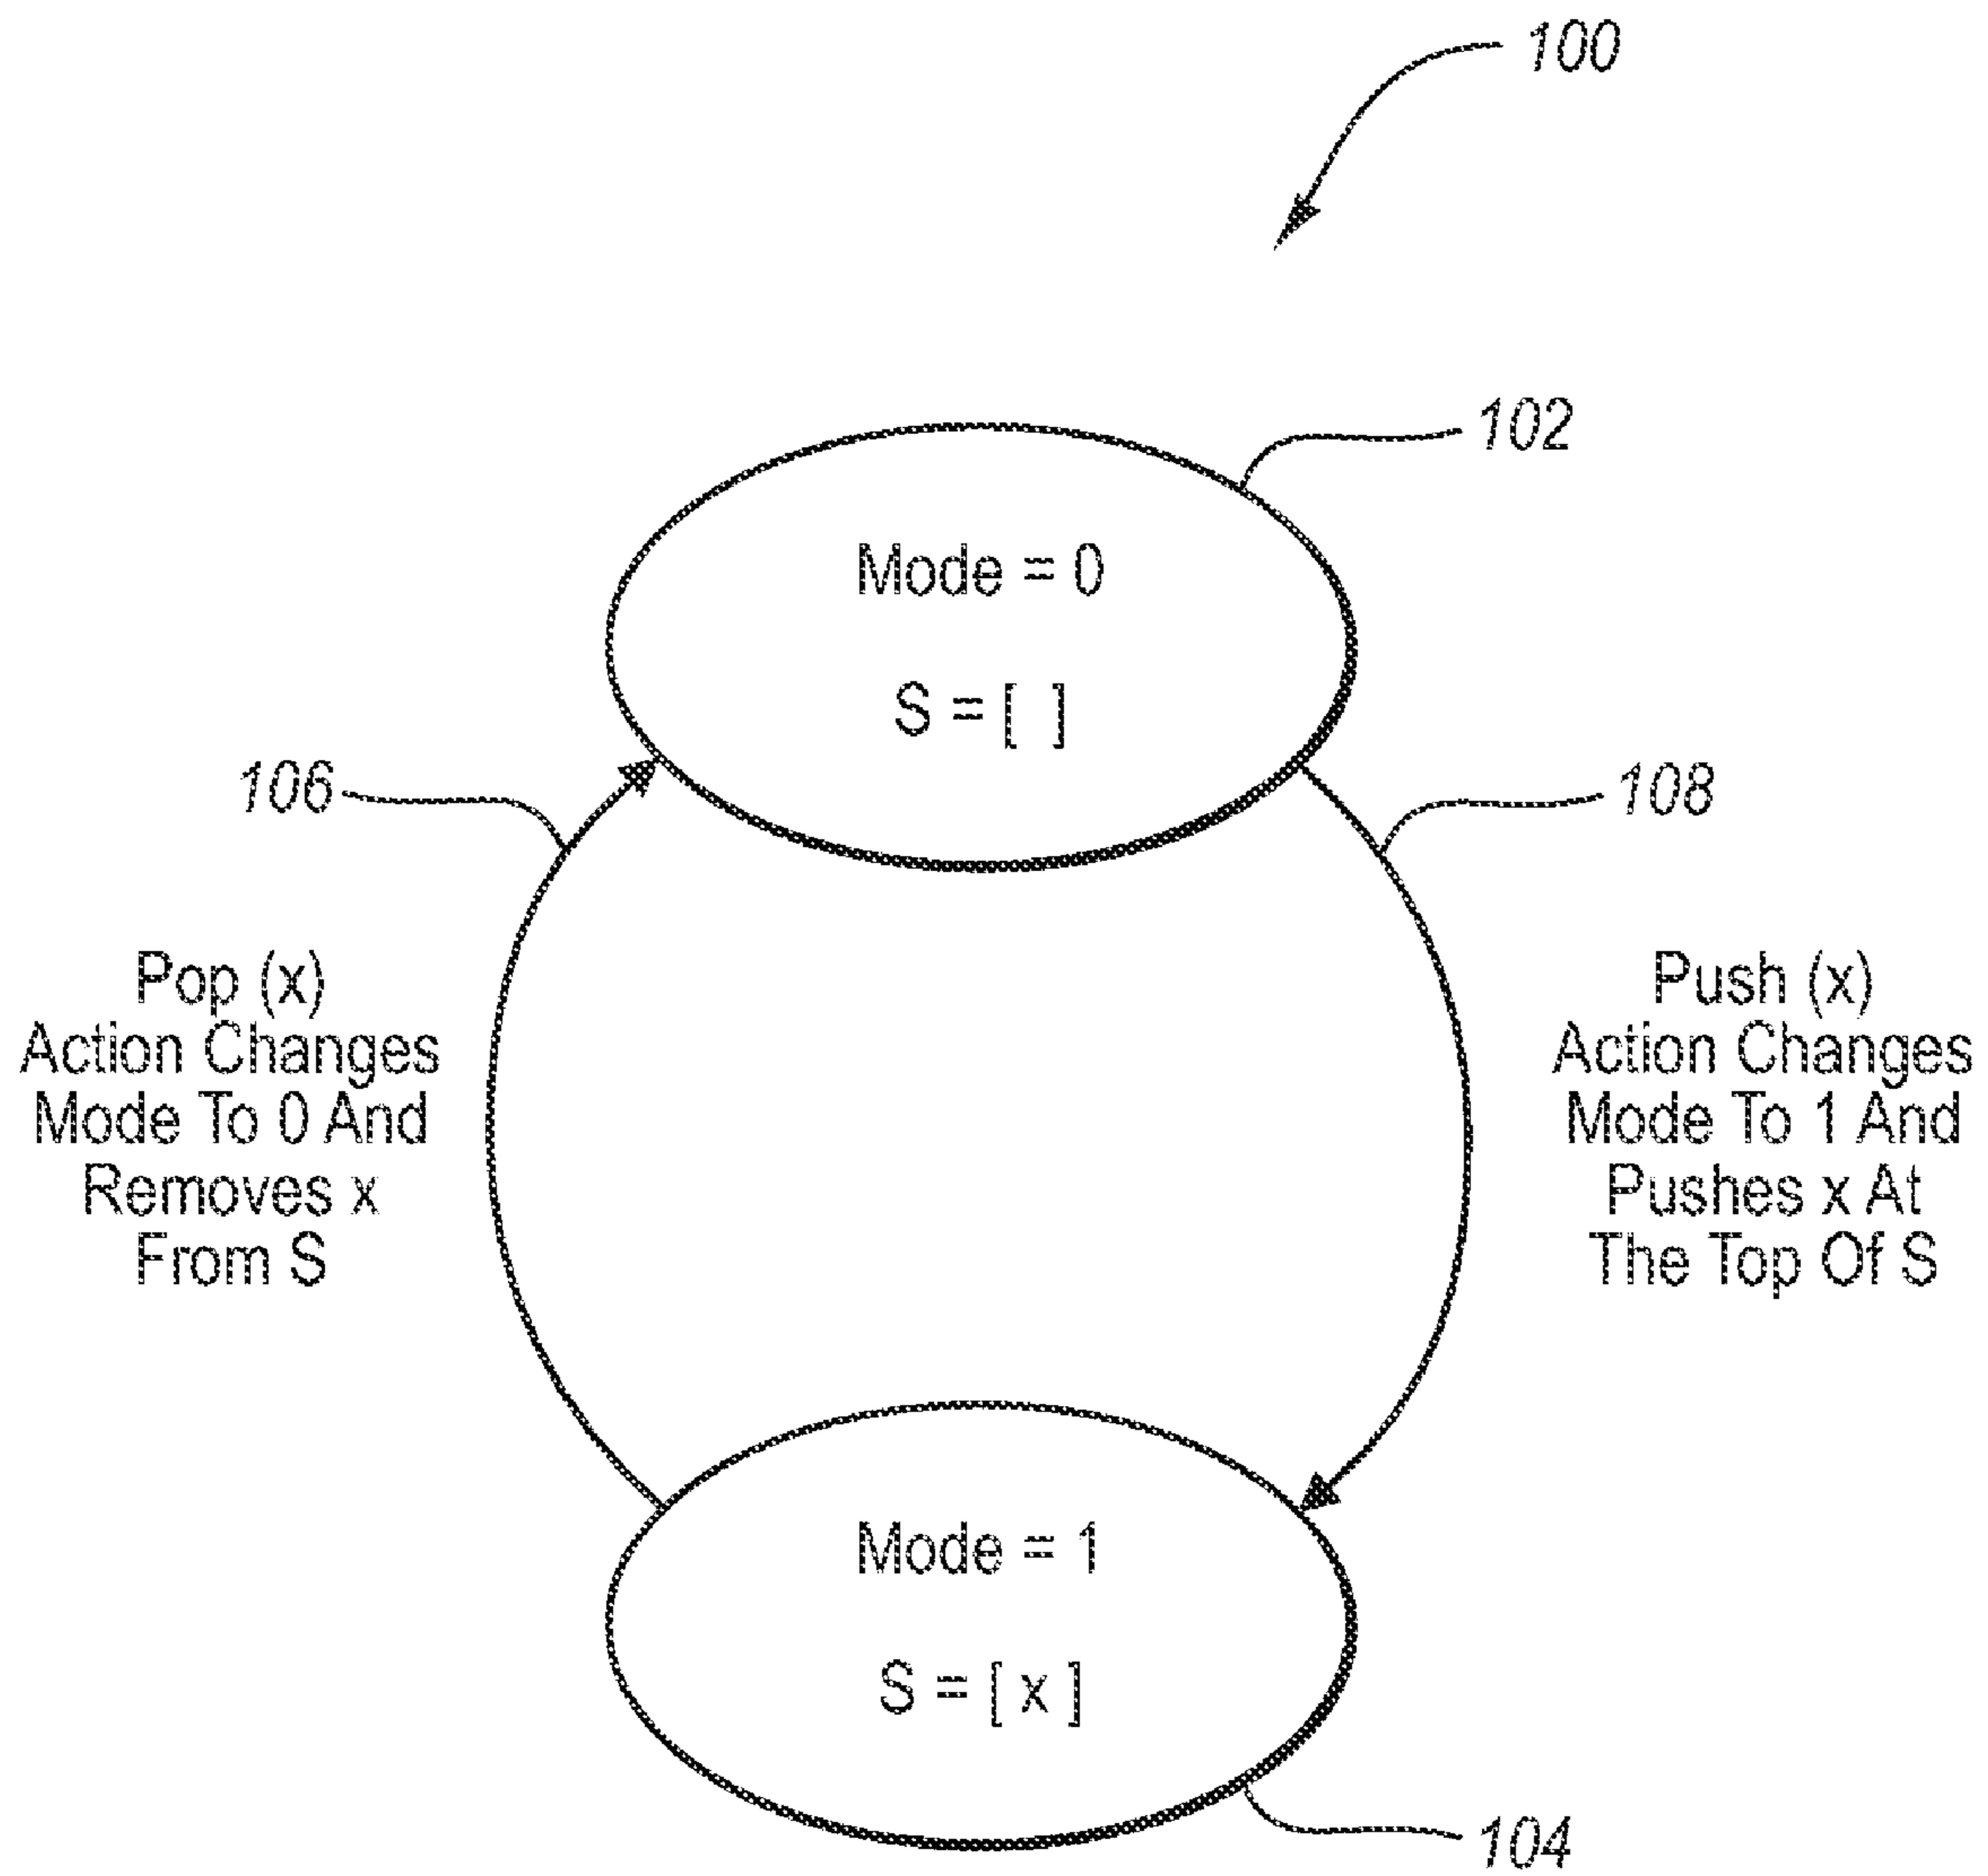 100
102
Mode = 0
S = [ ]
106
108
Pop (x)
Action Changes
Mode To 0 And
Removes x
From S
Push (x)
Action Changes
Mode To 1 And
Pushes x At
The Top Of S
Mode = 1
S = [ x ]
104